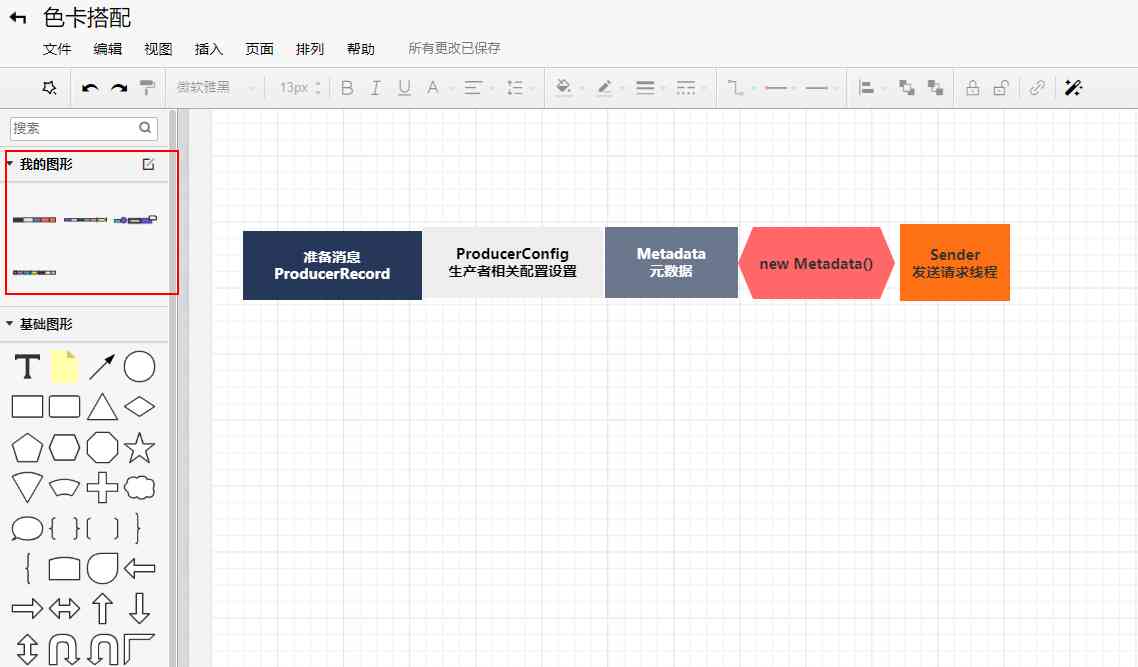 色卡搭配
文件 编辑 视图 插入 页面 排列 帮助 所有更改已保存
微软雅黑 13px B I U A
搜索
我的图形
准备消息
ProducerRecord
ProducerConfig
生产者相关配置设置
Metadata
元数据
new Metadata()
Sender
发送请求线程
基础图形
T